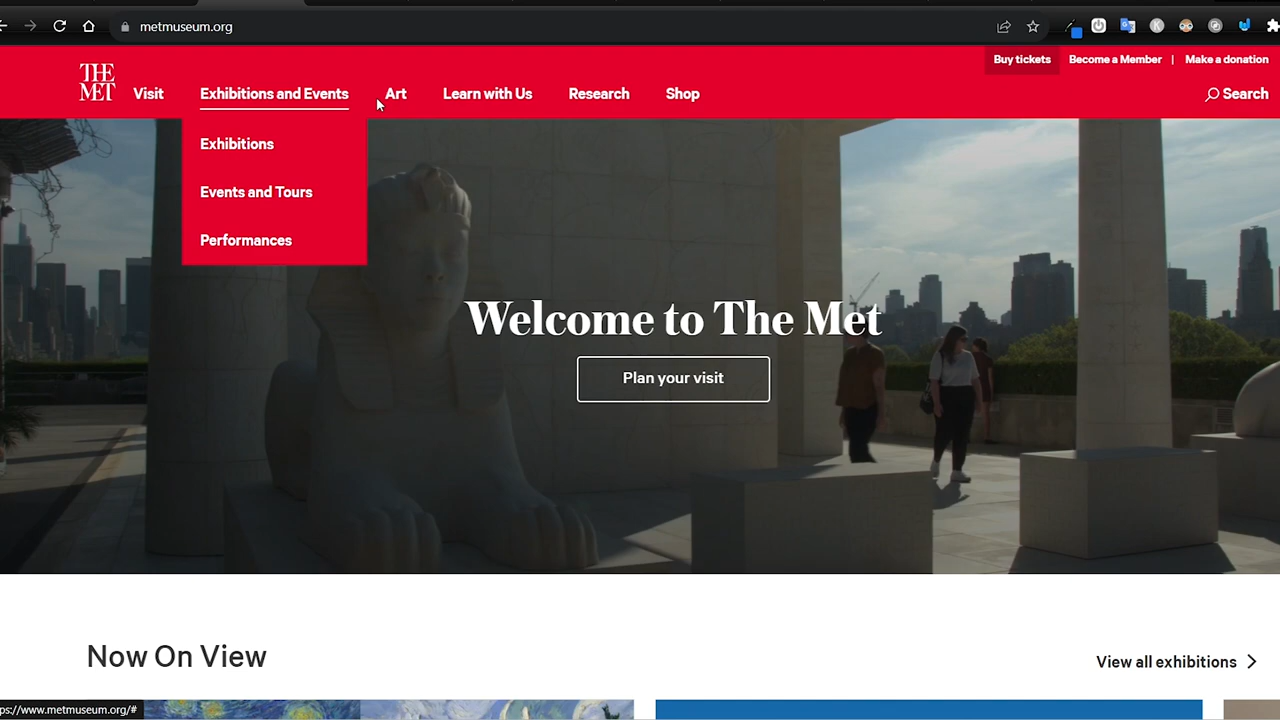 metmuseum.org
Buy tickets Become a Member | Make a donation
THE
MET
Visit Exhibitions and Events Art Learn with Us Research Shop Search
Exhibitions
Events and Tours
Performances
Welcome to The Met
Plan your visit
Now On View
View all exhibitions
ps://www.metmuseum.org/#